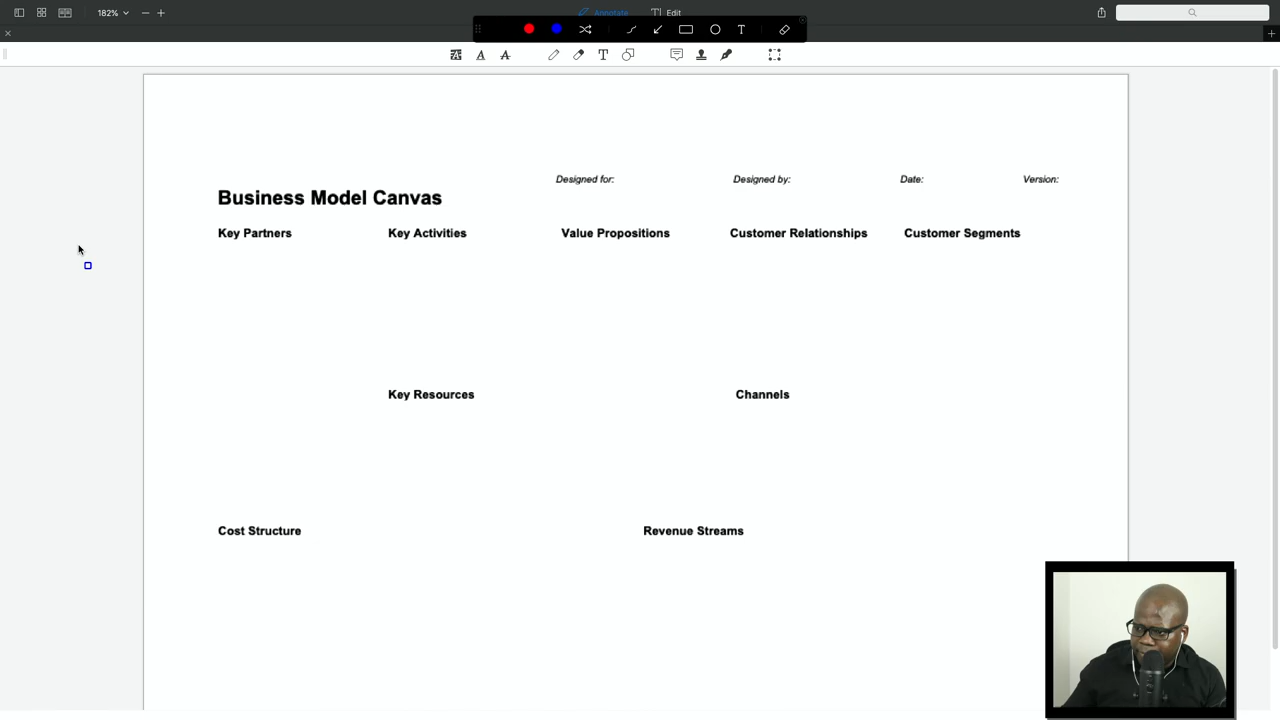 182%
Annotate
Edit
T
A
A
A
T
Designed for:
Designed by:
Date:
Version:
Business Model Canvas
Key Partners
Key Activities
Value Propositions
Customer Relationships
Customer Segments
Key Resources
Channels
Cost Structure
Revenue Streams